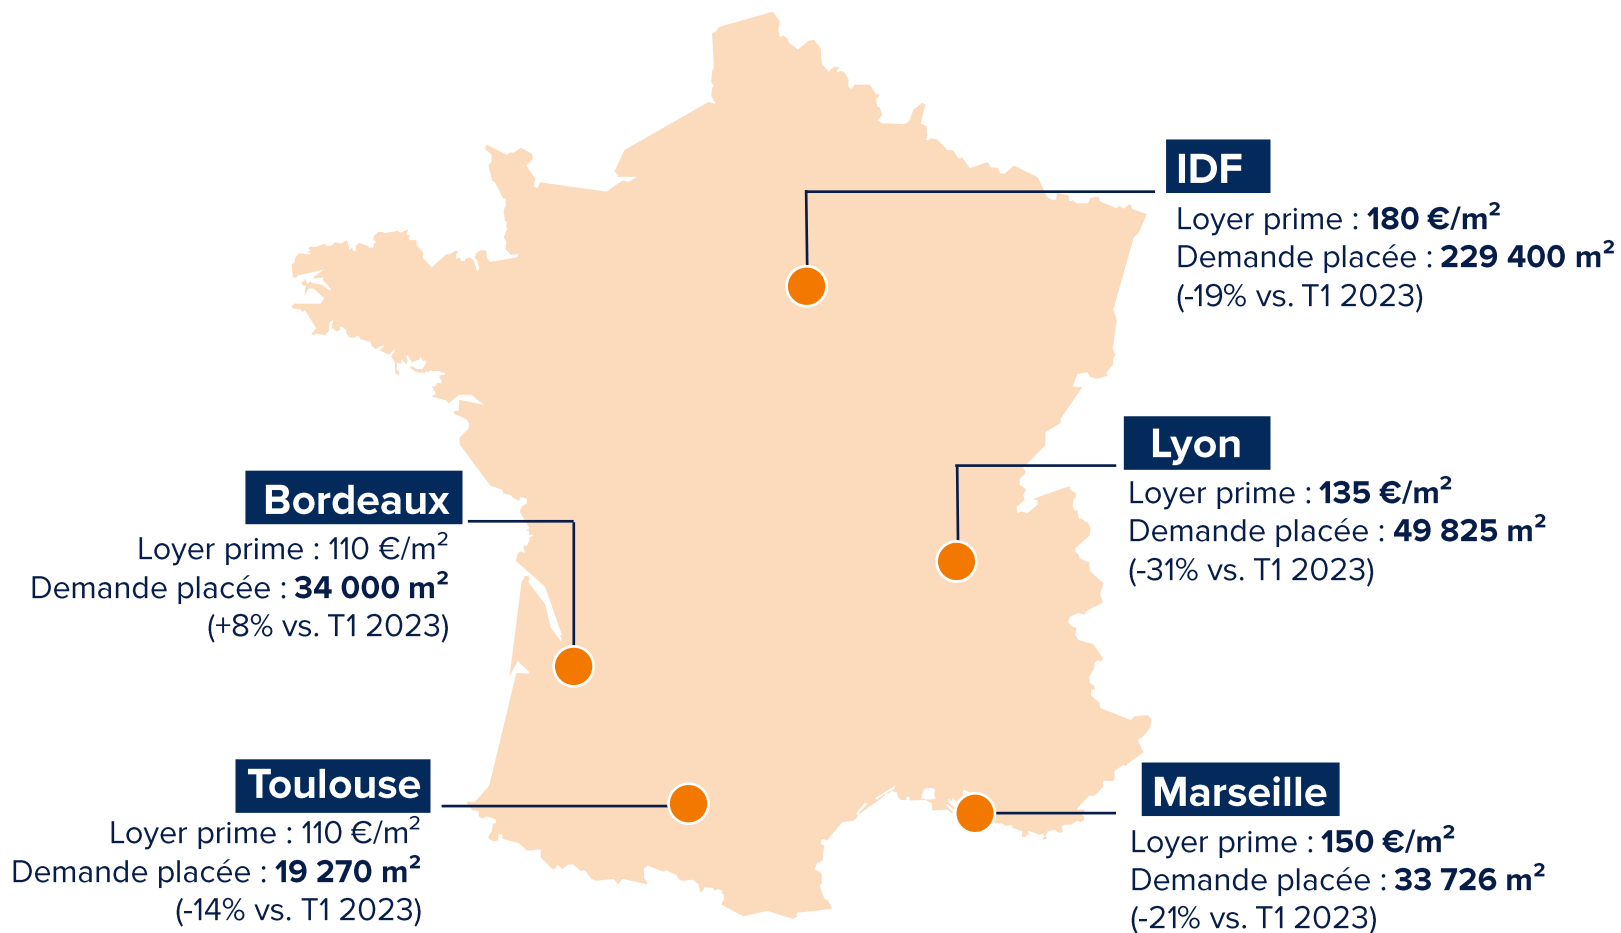 IDF
Loyer prime : 180 €/m²
Demande placée : 229 400 m²
(-19% vs. T1 2023)
Lyon
Loyer prime : 135 €/m²
Demande placée : 49 825 m²
(-31% vs. T1 2023)
Bordeaux
Loyer prime : 110 €/m²
Demande placée : 34 000 m²
(+8% vs. T1 2023)
Toulouse
Loyer prime : 110 €/m²
Demande placée : 19 270 m²
(-14% vs. T1 2023)
Marseille
Loyer prime : 150 €/m²
Demande placée : 33 726 m²
(-21% vs. T1 2023)